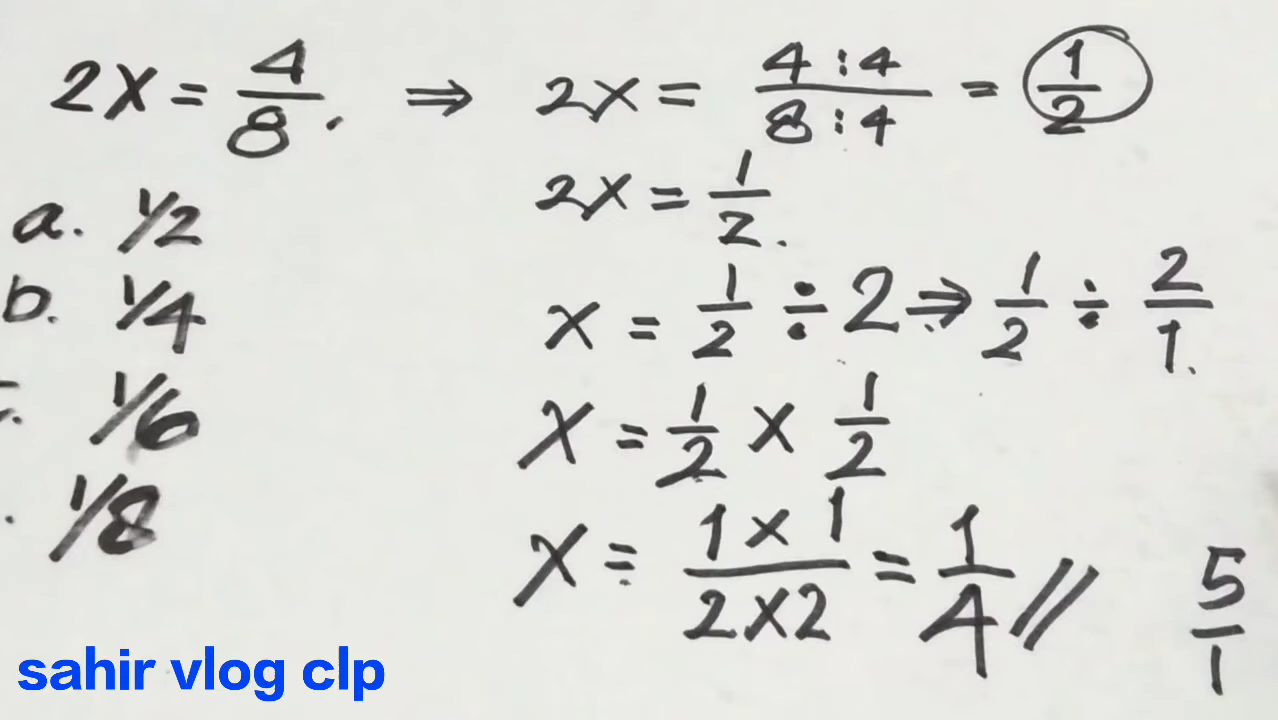 2x = 4/8. ⇒ 2x = 4:4/8:4 = 1/2
2x = 1/2.
a. 1/2
b. 1/4
x = 1/2 ÷ 2 ⇒ 1/2 ÷ 2/1.
. 1/6
x = 1/2 x 1/2
. 1/8
x = 1x1/2x2 = 1/4 //
5/1
sahir vlog clp